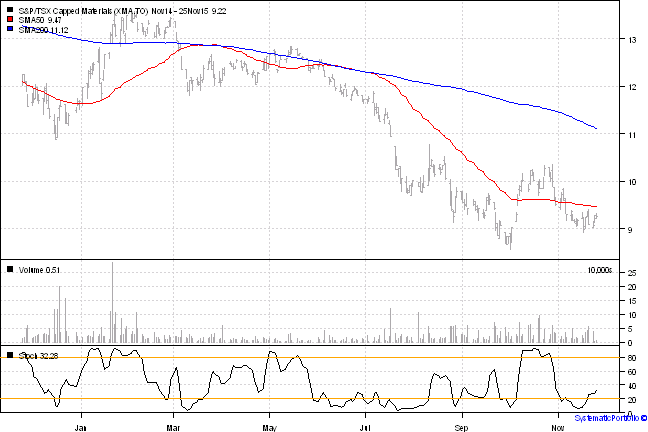 S&P/TSX Capped Materials (XMA.TO) Nov14 - 25Nov15 9.22
SMA50 9.47
SMA200 11.12
13
12
11
10
9
Volume 0.51
10,000s
25
20
15
10
5
0
Stoch 32.28
80
60
40
20
0
Jan Mar May Jul Sep Nov
SystematicPortfolio ©